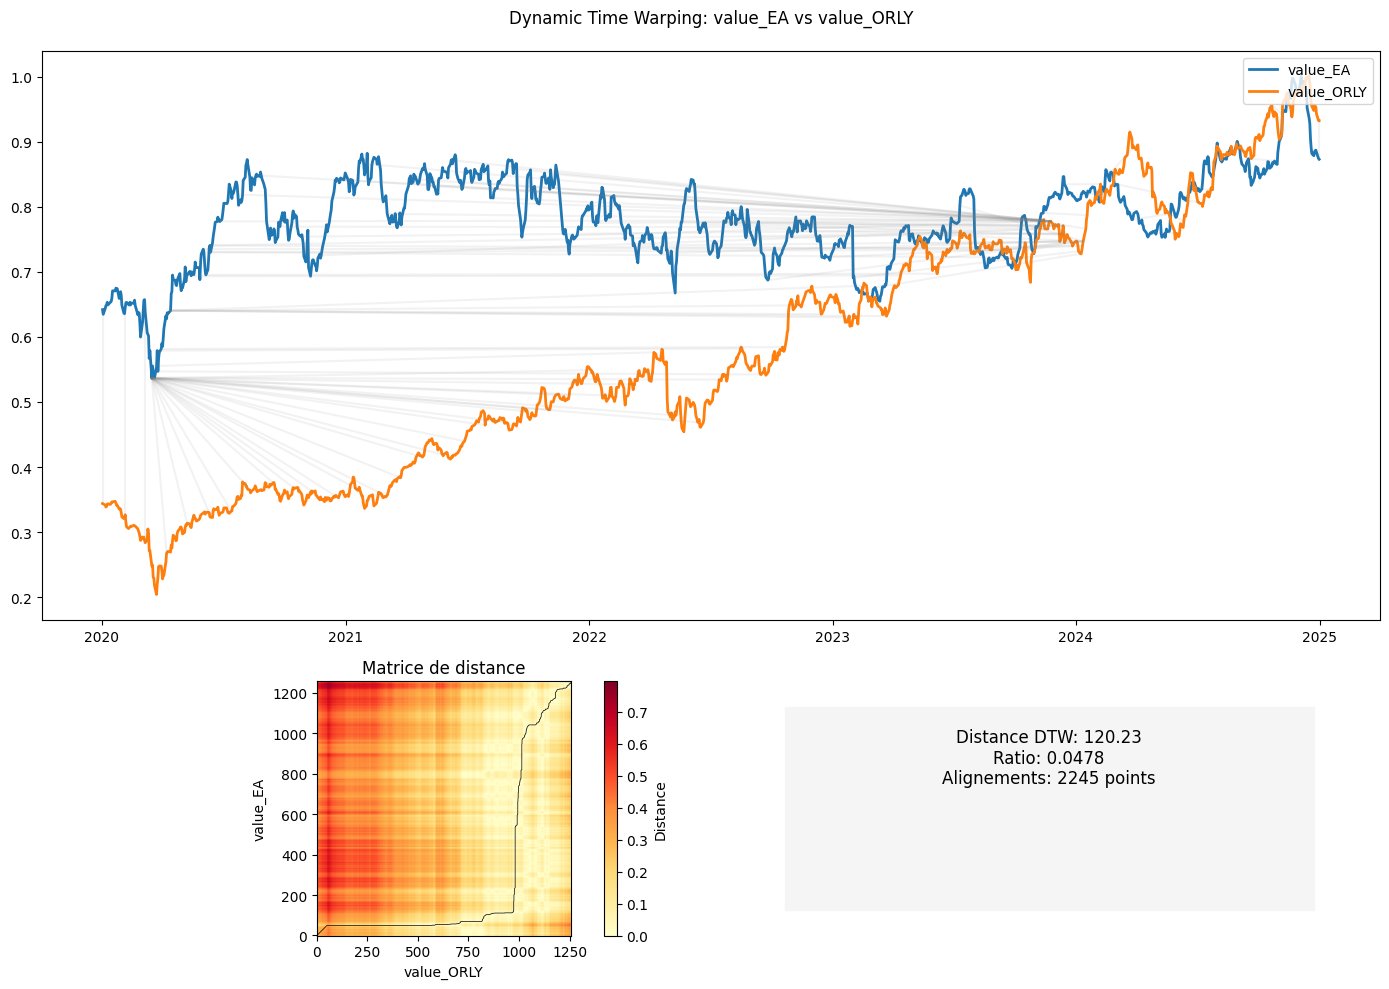 Dynamic Time Warping: value_EA vs value_ORLY
value_EA
value_ORLY
1.0
0.9
0.8
0.7
0.6
0.5
0.4
0.3
0.2
2020 2021 2022 2023 2024 2025
Matrice de distance
value_EA
1200
1000
800
600
400
200
0
0 250 500 750 1000 1250
value_ORLY
0.7
0.6
0.5
0.4
0.3
0.2
0.1
0.0
Distance
Distance DTW: 120.23
Ratio: 0.0478
Alignements: 2245 points